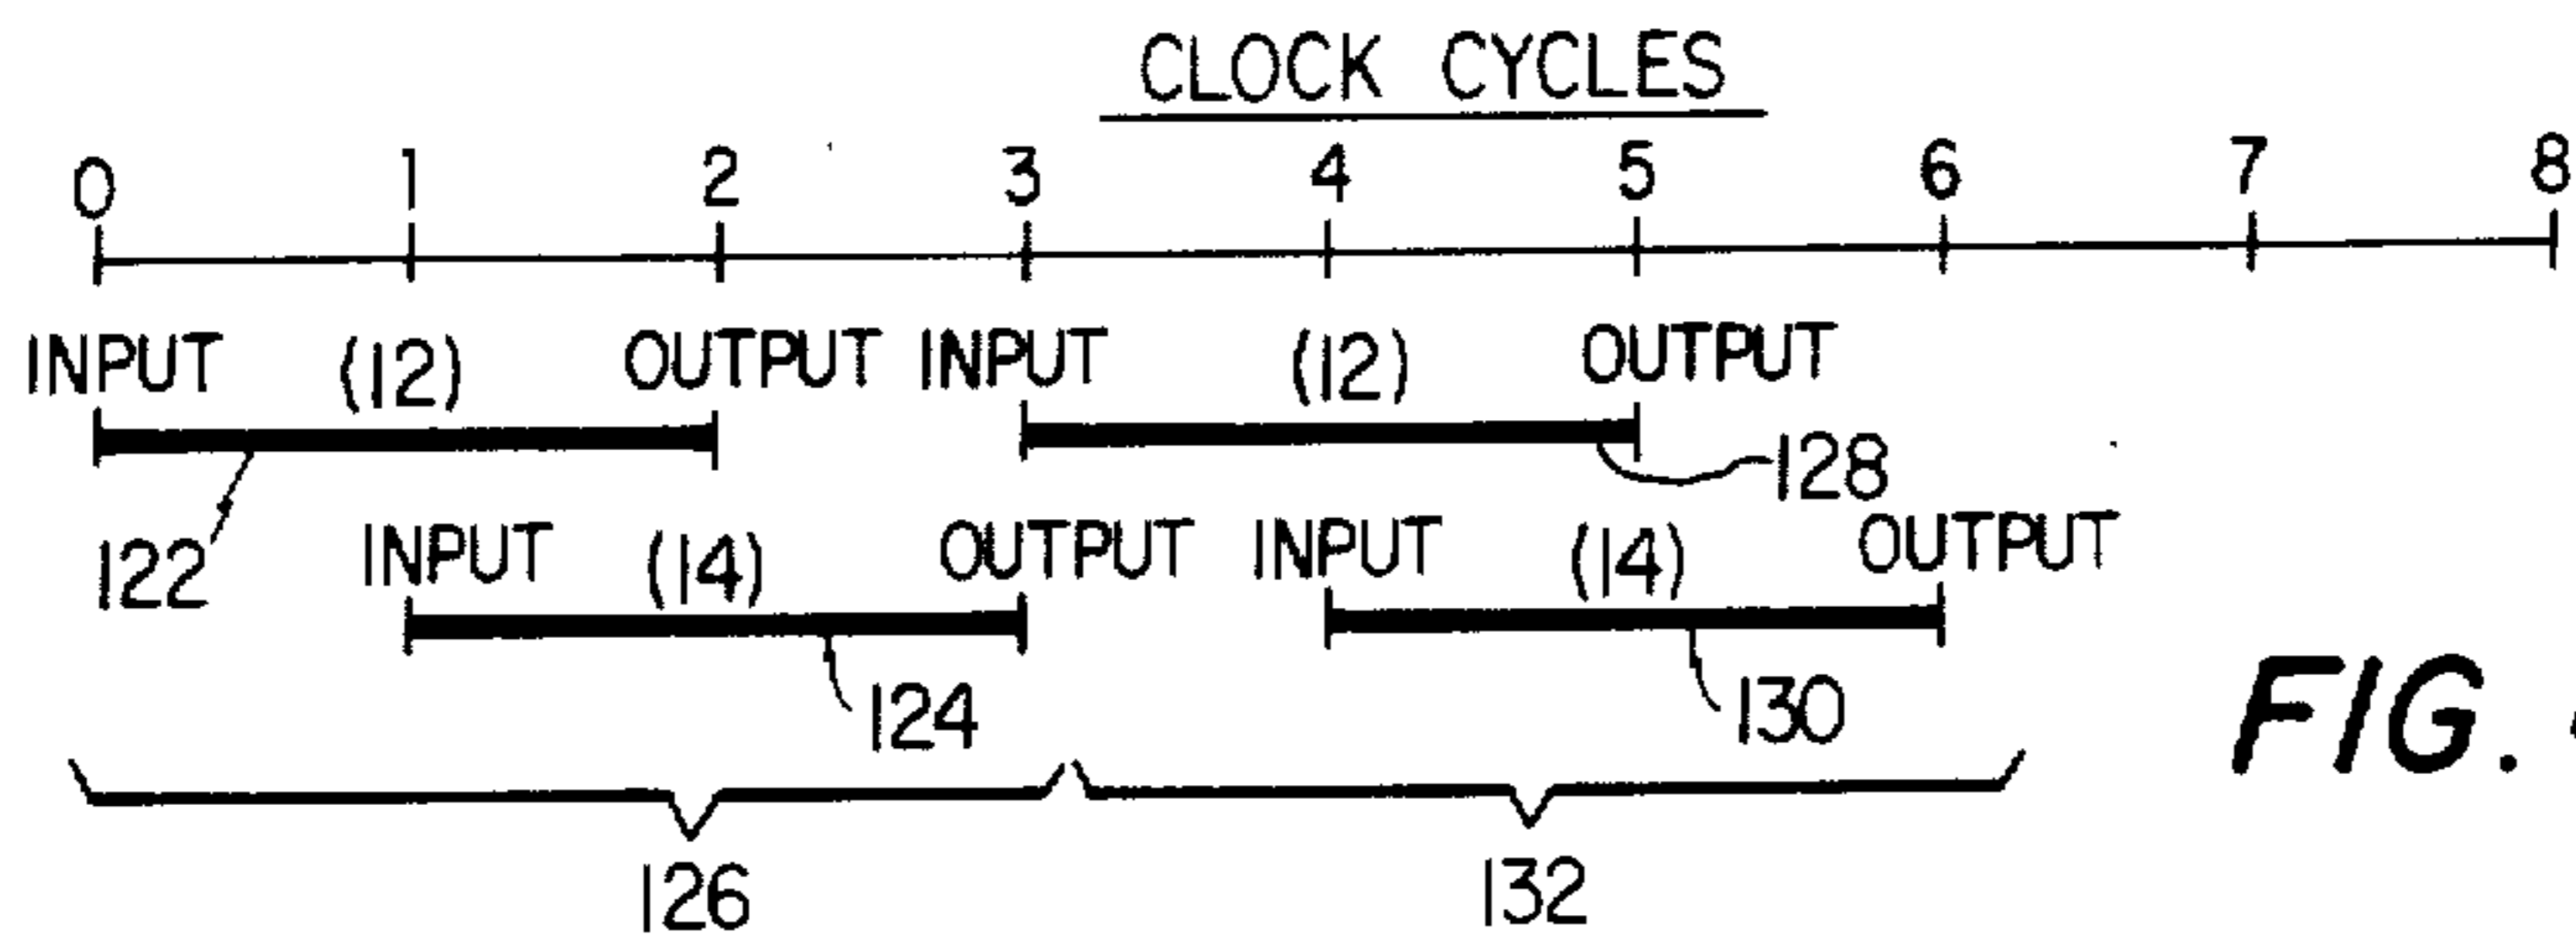 CLOCK CYCLES
0 1 2 3 4 5 6 7 8
INPUT (12) OUTPUT INPUT (12) OUTPUT
128
122 INPUT (14) OUTPUT INPUT (14) OUTPUT
124 130
FIG.
126 132